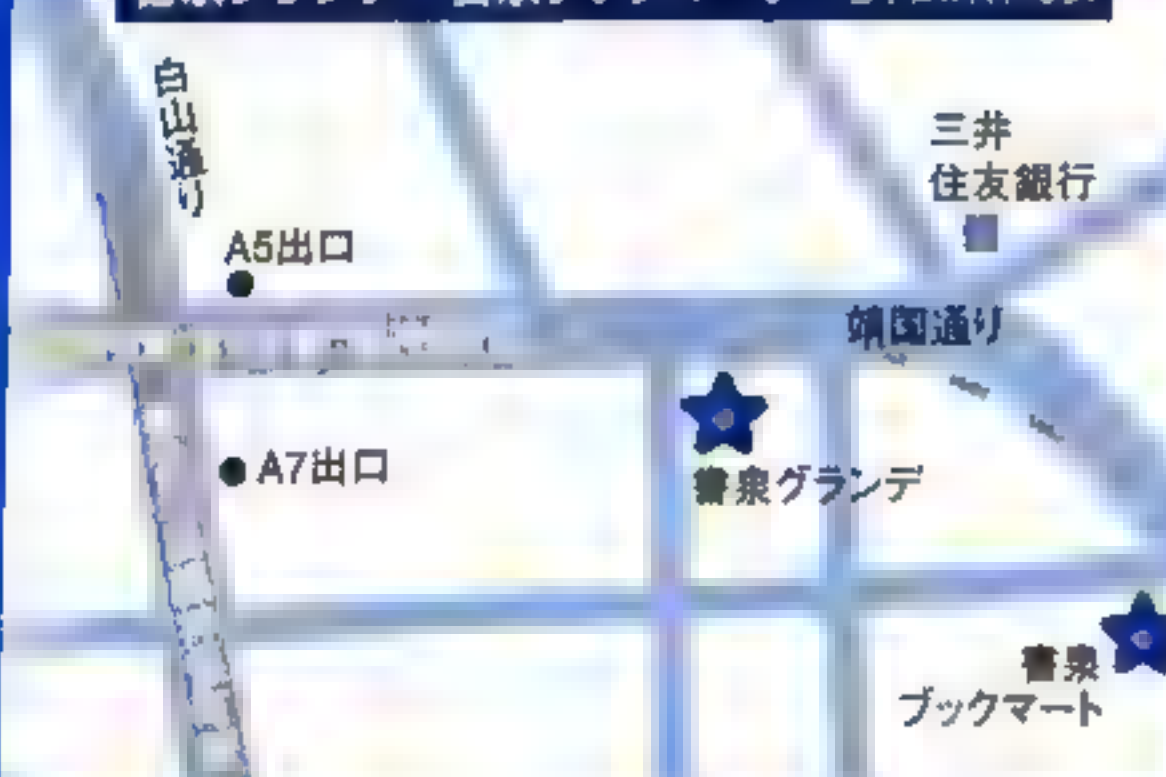 白山通り
三井
住友銀行
A5出口
靖国通り
書泉グランデ
A7出口
書泉
ブックマート